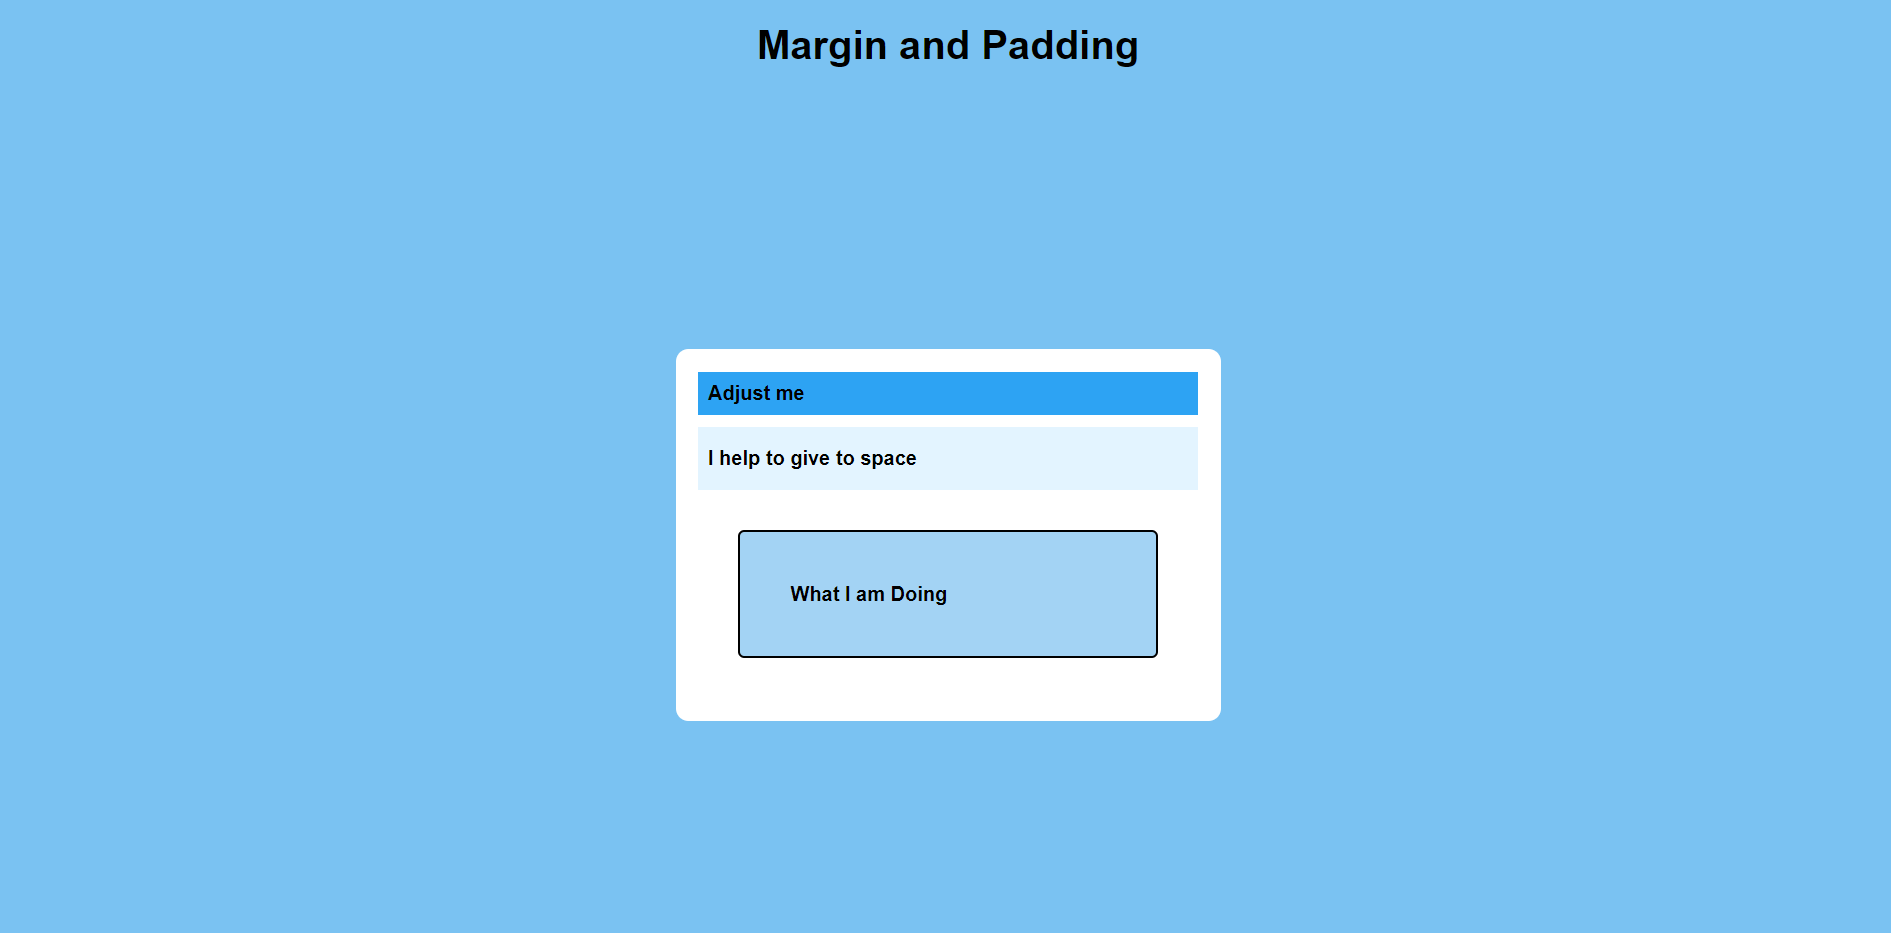 Margin and Padding
Adjust me
I help to give to space
What I am Doing